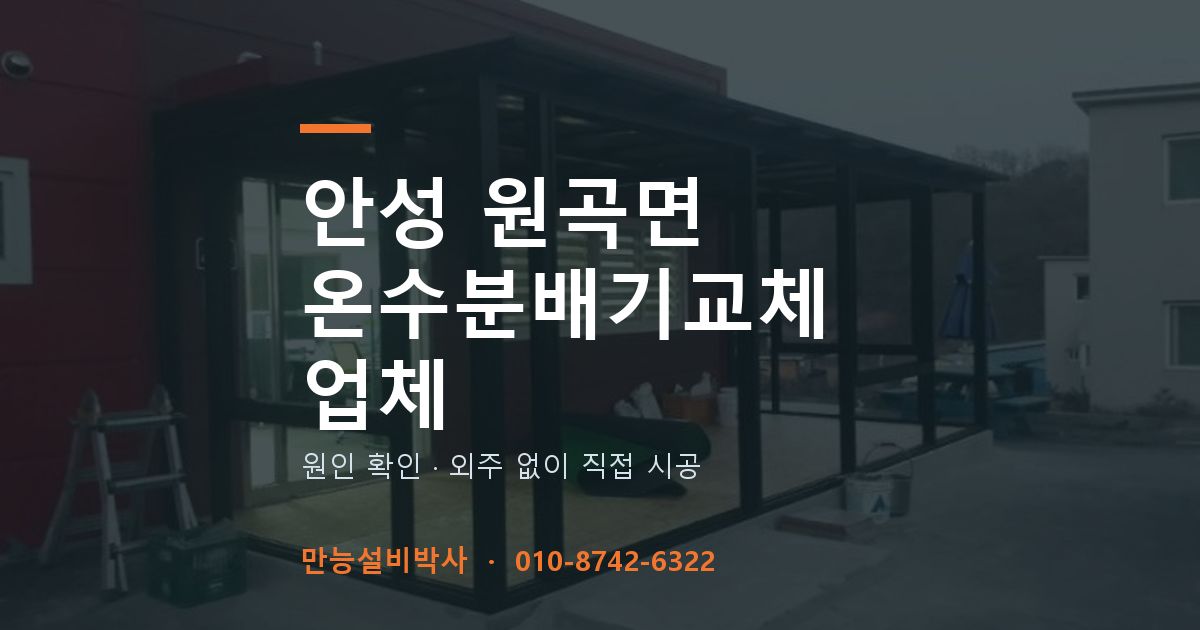 안성 원곡면
온수분배기교체
업체
원인 확인 · 외주 없이 직접 시공
만능설비박사 · 010-8742-6322